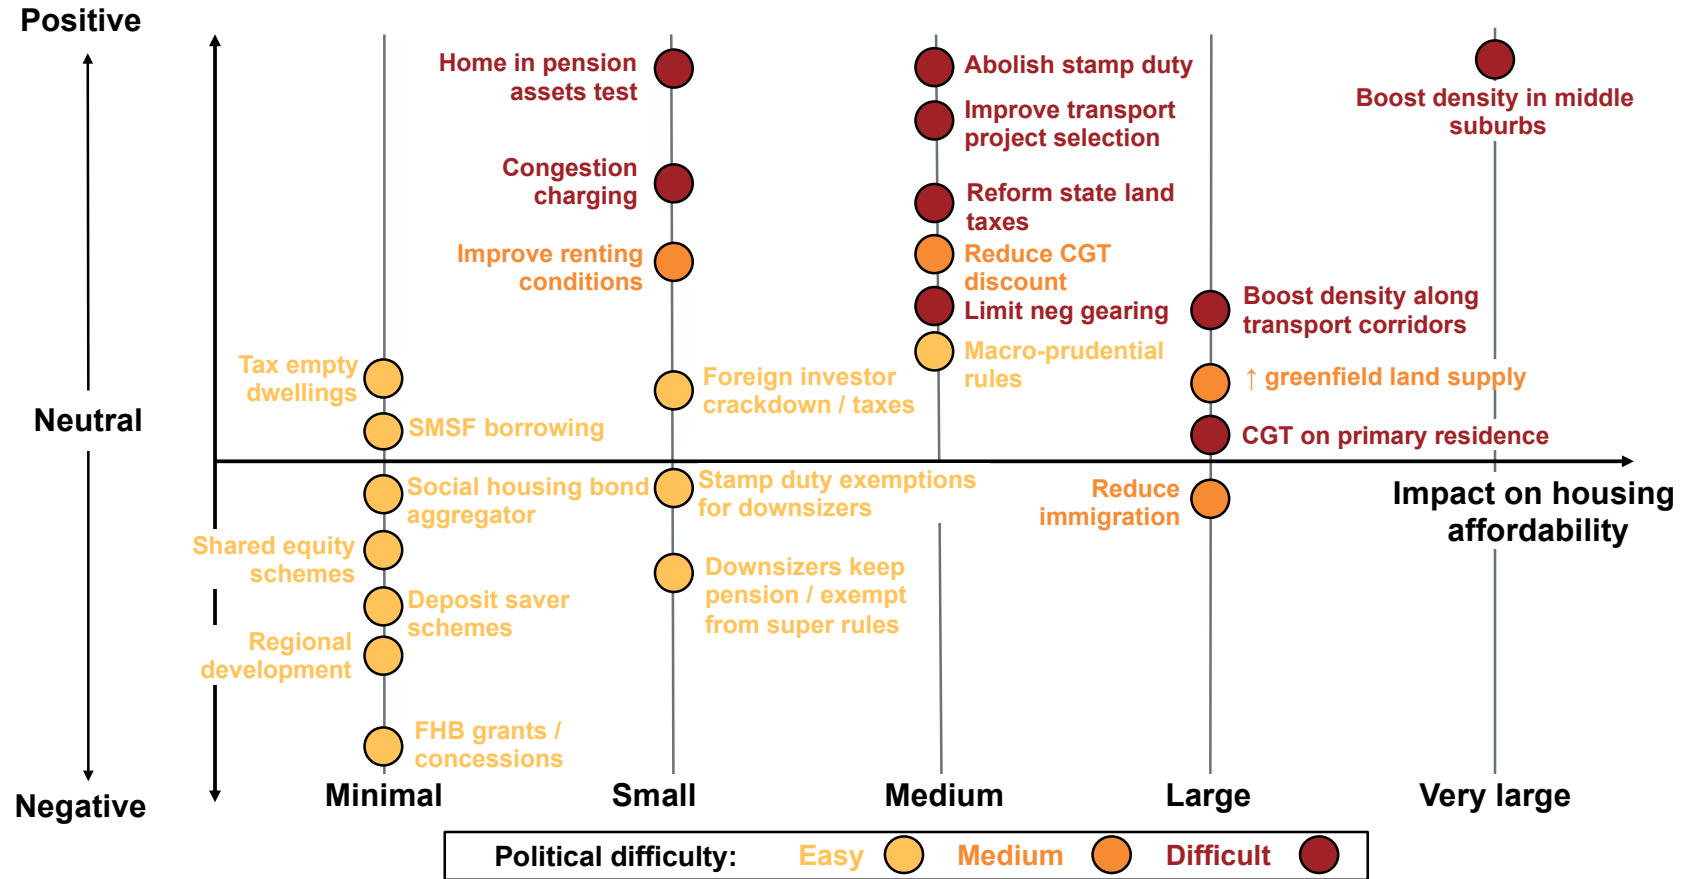 Positive
Neutral
Negative
Home in pension
assets test
Congestion
charging
Improve renting
conditions
Abolish stamp duty
Improve transport
project selection
Reform state land
taxes
Reduce CGT
discount
Limit neg gearing
Macro-prudential
rules
Boost density in middle
suburbs
Boost density along
transport corridors
↑ greenfield land supply
CGT on primary residence
Tax empty
dwellings
SMSF borrowing
Foreign investor
crackdown / taxes
Social housing bond
aggregator
Stamp duty exemptions
for downsizers
Reduce
immigration
Impact on housing
affordability
Shared equity
schemes
Deposit saver
schemes
Downsizers keep
pension / exempt
from super rules
Regional
development
FHB grants /
concessions
Minimal
Small
Medium
Large
Very large
Political difficulty: Easy Medium Difficult